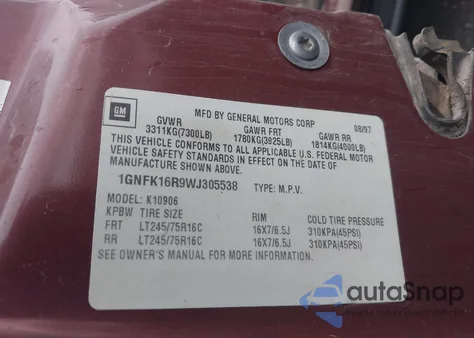 GM
MFD BY GENERAL MOTORS CORP 08/97
GVWR GAWR FRT GAWR RR
3311KG(7300LB) 1780KG(3925LB) 1814KG(4000LB)
THIS VEHICLE CONFORMS TO ALL APPLICABLE U.S. FEDERAL MOTOR
VEHICLE SAFETY STANDARDS IN EFFECT ON THE DATE OF
MANUFACTURE SHOWN ABOVE.
1GNFK16R9WJ305538 TYPE: M.P.V.
MODEL: K10906
KPBW TIRE SIZE RIM COLD TIRE PRESSURE
FRT LT245/75R16C 16X7/6.5J 310KPA(45PSI)
RR LT245/75R16C 16X7/6.5J 310KPA(45PSI)
SEE OWNER'S MANUAL FOR MORE INFORMATION.
autoSnap